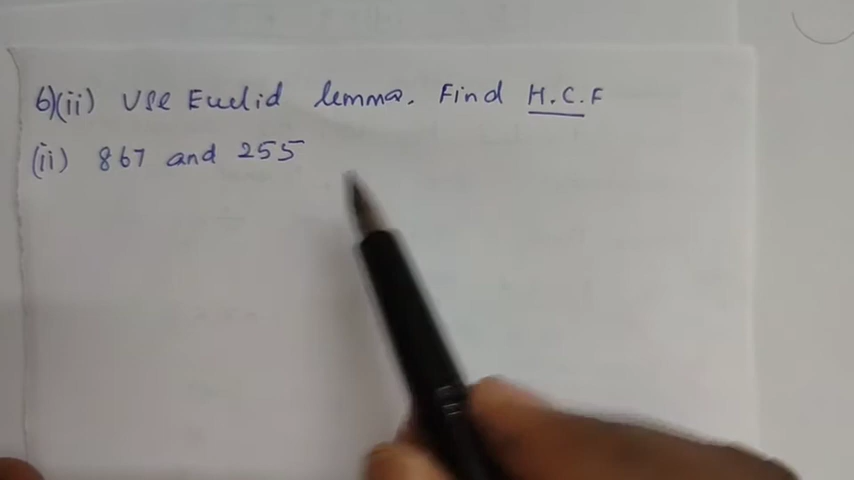 6)(ii) Use Euclid lemma. Find H.C.F
(ii) 867 and 255